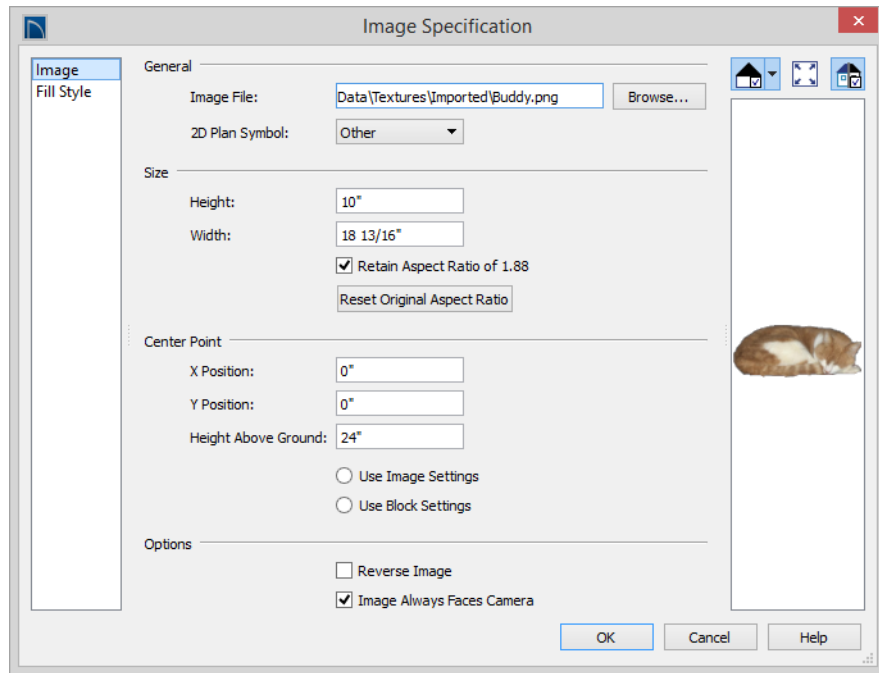 Image Specification
Image
Fill Style
General
Image File: Data\Textures\Imported\Buddy.png Browse...
2D Plan Symbol: Other
Size
Height: 10"
Width: 18 13/16"
Retain Aspect Ratio of 1.88
Reset Original Aspect Ratio
Center Point
X Position: 0"
Y Position: 0"
Height Above Ground: 24"
Use Image Settings
Use Block Settings
Options
Reverse Image
Image Always Faces Camera
OK Cancel Help